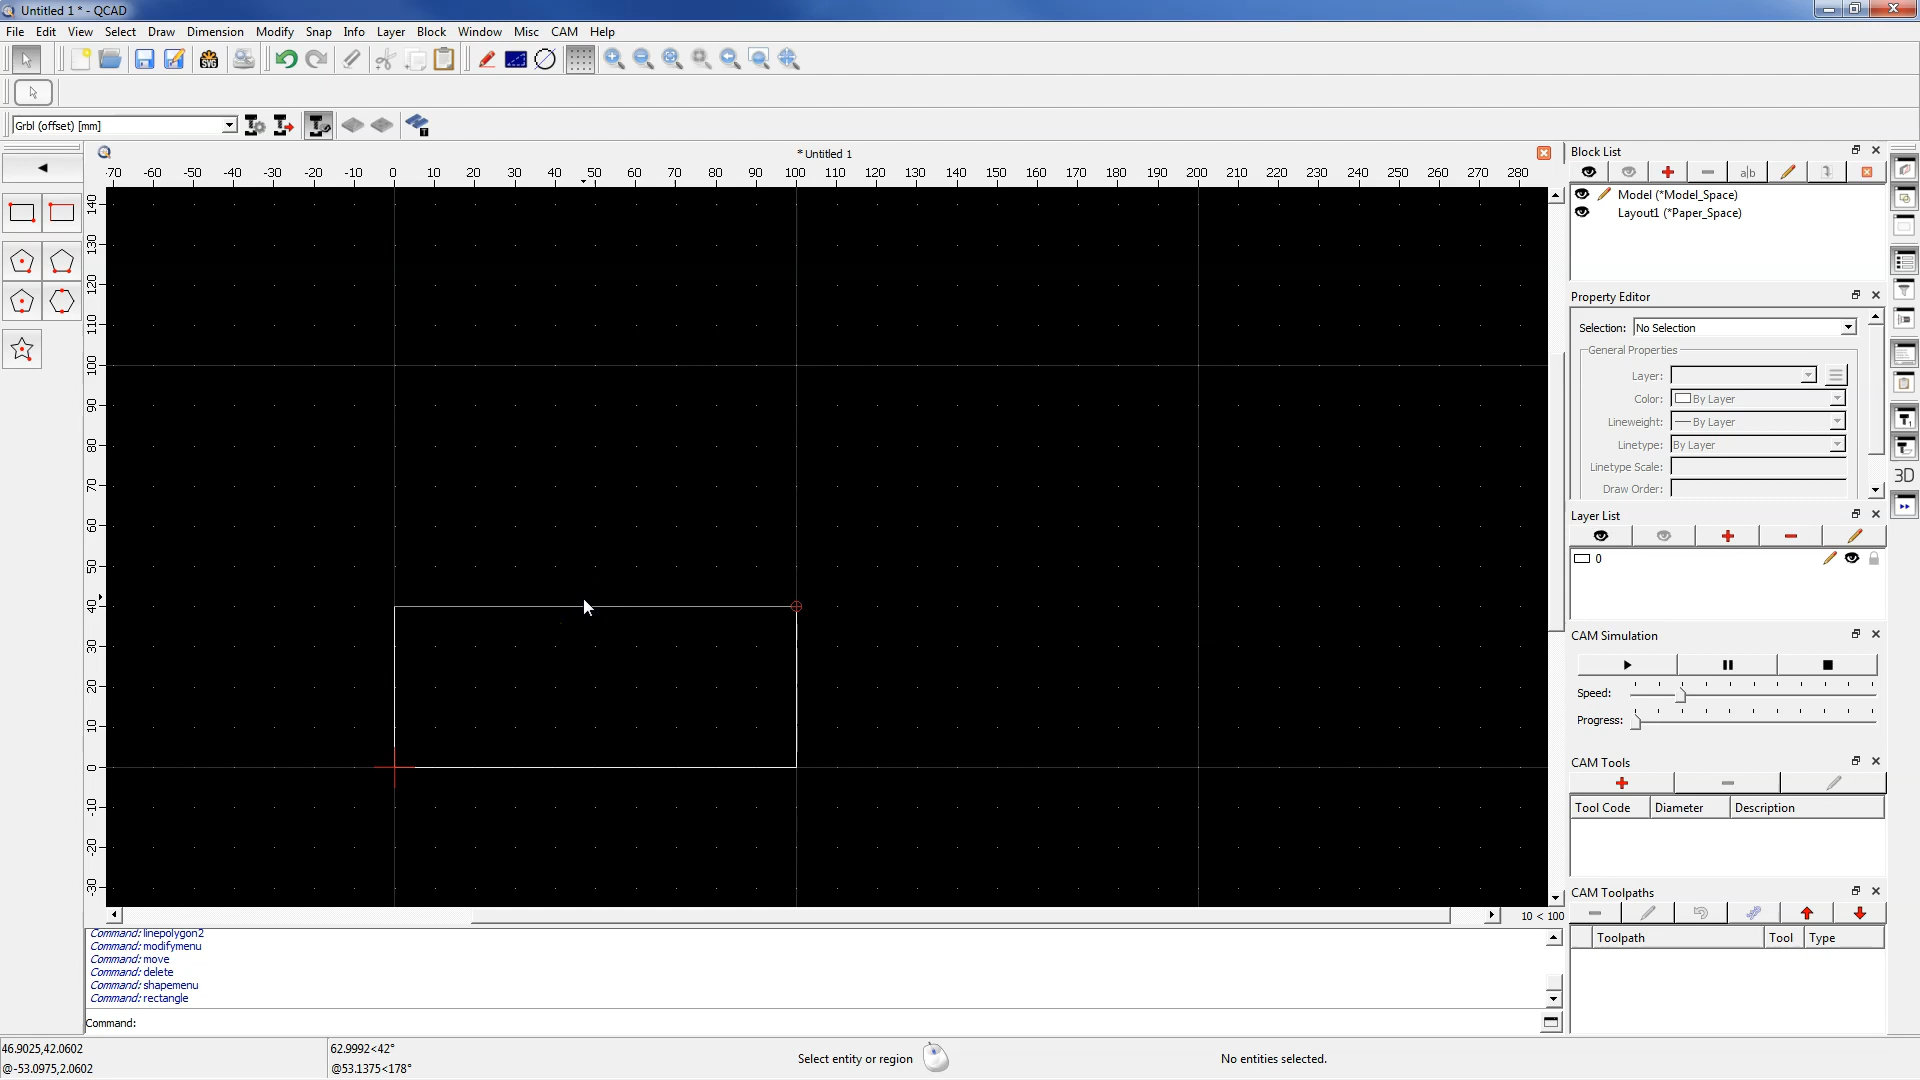 Untitled 1 * - QCAD
File Edit View Select Draw Dimension Modify Snap Info Layer Block Window Misc CAM Help
SVG
Grbl (offset) [mm]
* Untitled 1
-70 -60 -50 -40 -30 -20 -10 0 10 20 30 40 50 60 70 80 90 100 110 120 130 140 150 160 170 180 190 200 210 220 230 240 250 260 270 280
140
130
120
110
100
90
80
70
60
50
40
30
20
10
0
-10
-20
-30
10 < 100
Command: linepolygon2
Command: modifymenu
Command: move
Command: delete
Command: shapemenu
Command: rectangle
Command:
46.9025,42.0602
@-53.0975,2.0602
62.9992<42°
@53.1375<178°
Select entity or region
No entities selected.
Block List
a|b
Model (*Model_Space)
Layout1 (*Paper_Space)
Property Editor
Selection: No Selection
General Properties
Layer:
Color: By Layer
Lineweight: By Layer
Linetype: By Layer
Linetype Scale:
Draw Order:
Layer List
0
CAM Simulation
Speed:
Progress:
CAM Tools
Tool Code Diameter Description
CAM Toolpaths
Toolpath Tool Type
3D